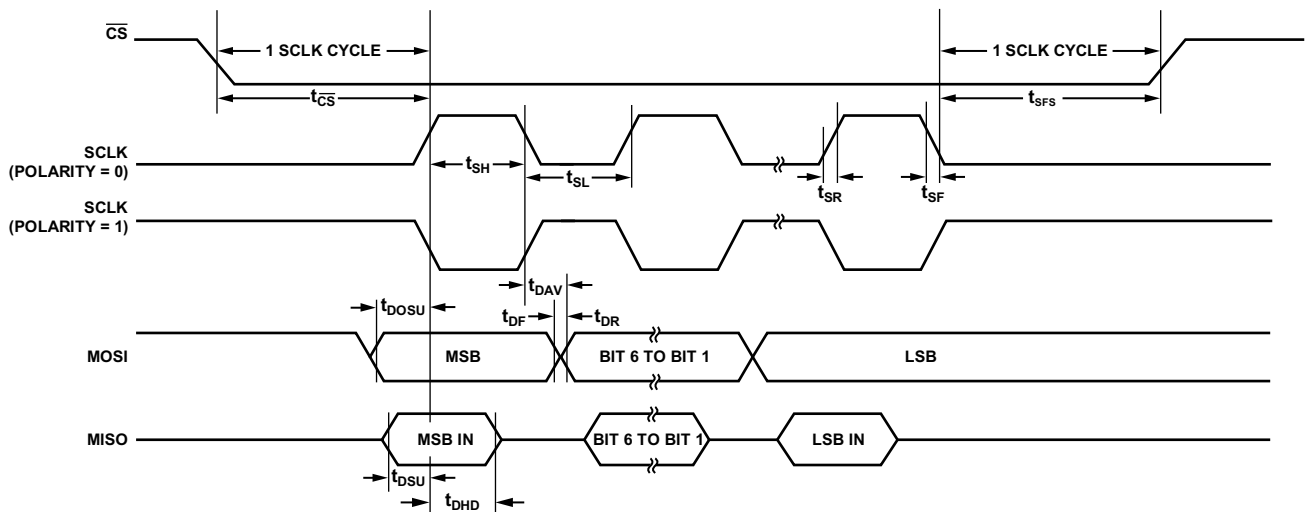 CS
1 SCLK CYCLE
1 SCLK CYCLE
tCS
tSFS
SCLK
(POLARITY = 0)
tSH
tSL
tSR
tSF
SCLK
(POLARITY = 1)
tDAV
tDOSU
tDF
tDR
MOSI
MSB
BIT 6 TO BIT 1
LSB
MISO
MSB IN
BIT 6 TO BIT 1
LSB IN
tDSU
tDHD